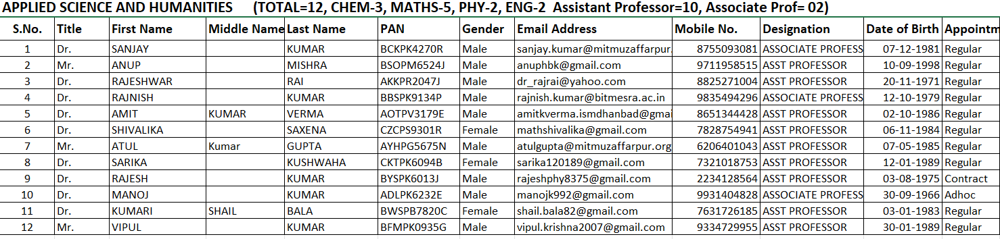 APPLIED SCIENCE AND HUMANITIES (TOTAL=12, CHEM-3, MATHS-5, PHY-2, ENG-2 Assistant Professor=10, Associate Prof= 02)
S.No. Title First Name Middle Name Last Name PAN Gender Email Address Mobile No. Designation Date of Birth Appointm
1 Dr. SANJAY KUMAR BCKPK4270R Male sanjay.kumar@mitmuzaffarpur. 8755093081 ASSOCIATE PROFESS 07-12-1981 Regular
2 Mr. ANUP MISHRA BSOPM6524J Male anuphbk@gmail.com 9711958515 ASST PROFESSOR 10-09-1998 Regular
3 Dr. RAJESHWAR RAI AKKPR2047J Male dr_rajrai@yahoo.com 8825271004 ASST PROFESSOR 20-11-1971 Regular
4 Dr. RAJNISH KUMAR BBSPK9134P Male rajnish.kumar@bitmesra.ac.in 9835494296 ASSOCIATE PROFESS 12-10-1979 Regular
5 Dr. AMIT KUMAR VERMA AOTPV3179E Male amitkverma.ismdhanbad@gmai 8651344428 ASST PROFESSOR 02-10-1986 Regular
6 Dr. SHIVALIKA SAXENA CZCPS9301R Female mathshivalika@gmail.com 7828754941 ASST PROFESSOR 06-11-1984 Regular
7 Mr. ATUL Kumar GUPTA AYHPG5675N Male atulgupta@mitmuzaffarpur.org 6206401043 ASST PROFESSOR 07-05-1985 Regular
8 Dr. SARIKA KUSHWAHA CKTPK6094B Female sarika120189@gmail.com 7321018753 ASST PROFESSOR 12-01-1989 Regular
9 Dr. RAJESH KUMAR BYSPK6013J Male rajeshphy8375@gmail.com 2234128564 ASST PROFESSOR 03-08-1975 Contract
10 Dr. MANOJ KUMAR ADLPK6232E Male manojk992@gmail.com 9931404828 ASSOCIATE PROFESS 30-09-1966 Adhoc
11 Dr. KUMARI SHAIL BALA BWSPB7820C Female shail.bala82@gmail.com 7631726185 ASST PROFESSOR 03-01-1983 Regular
12 Mr. VIPUL KUMAR BFMPK0935G Male vipul.krishna2007@gmail.com 9334729955 ASST PROFESSOR 30-01-1989 Regular